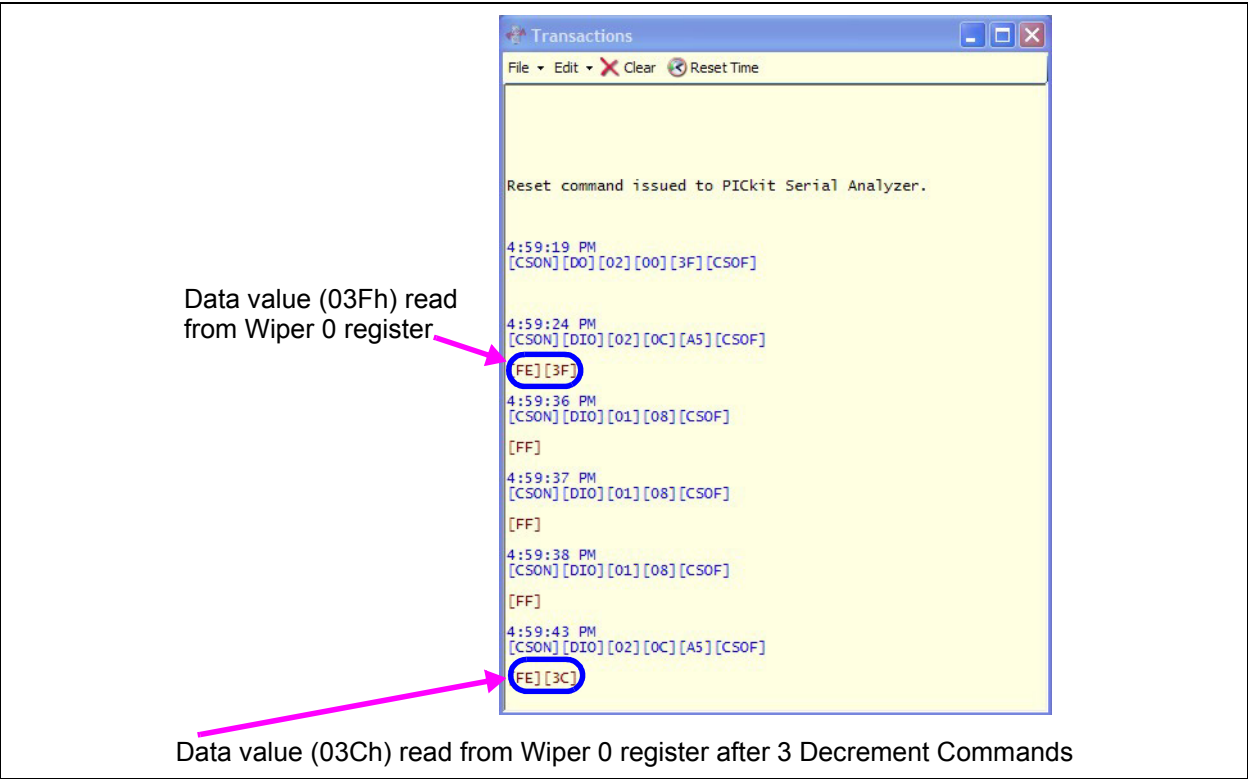 Transactions
File Edit Clear Reset Time
Reset command issued to PICkit Serial Analyzer.
4:59:19 PM
[CSON][DO][02][00][3F][CSOF]
Data value (03Fh) read
from Wiper 0 register
4:59:24 PM
[CSON][DIO][02][0C][A5][CSOF]
[FE][3F]
4:59:36 PM
[CSON][DIO][01][08][CSOF]
[FF]
4:59:37 PM
[CSON][DIO][01][08][CSOF]
[FF]
4:59:38 PM
[CSON][DIO][01][08][CSOF]
[FF]
4:59:43 PM
[CSON][DIO][02][0C][A5][CSOF]
[FE][3C]
Data value (03Ch) read from Wiper 0 register after 3 Decrement Commands